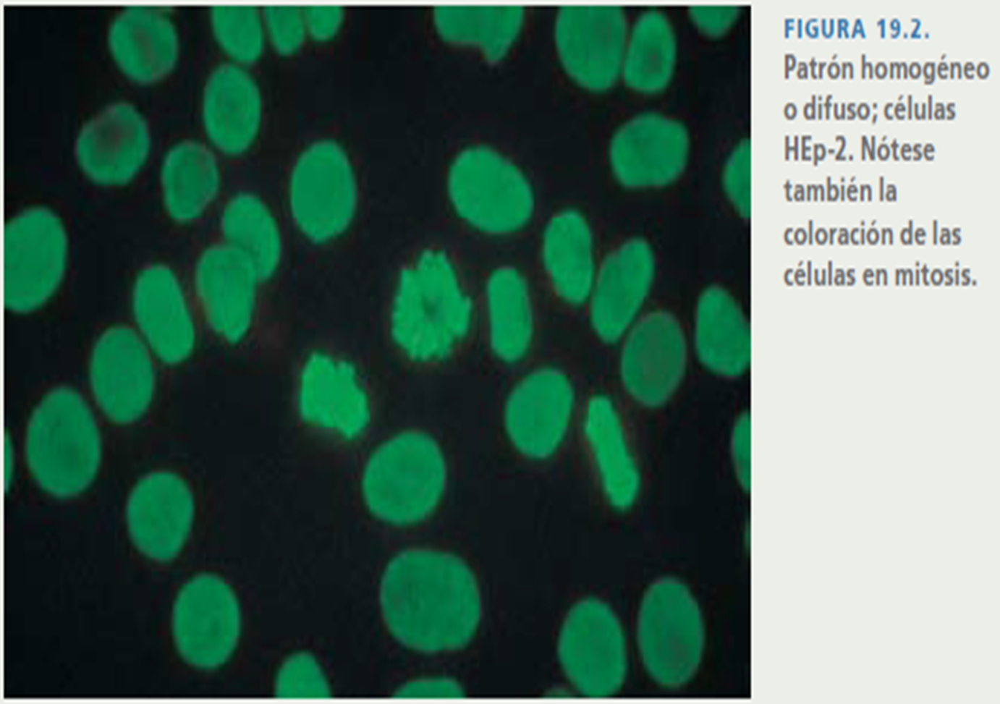 FIGURA 19.2.
Patrón homogéneo
o difuso; células
HEp-2. Nótese
también la
coloración de las
células en mitosis.